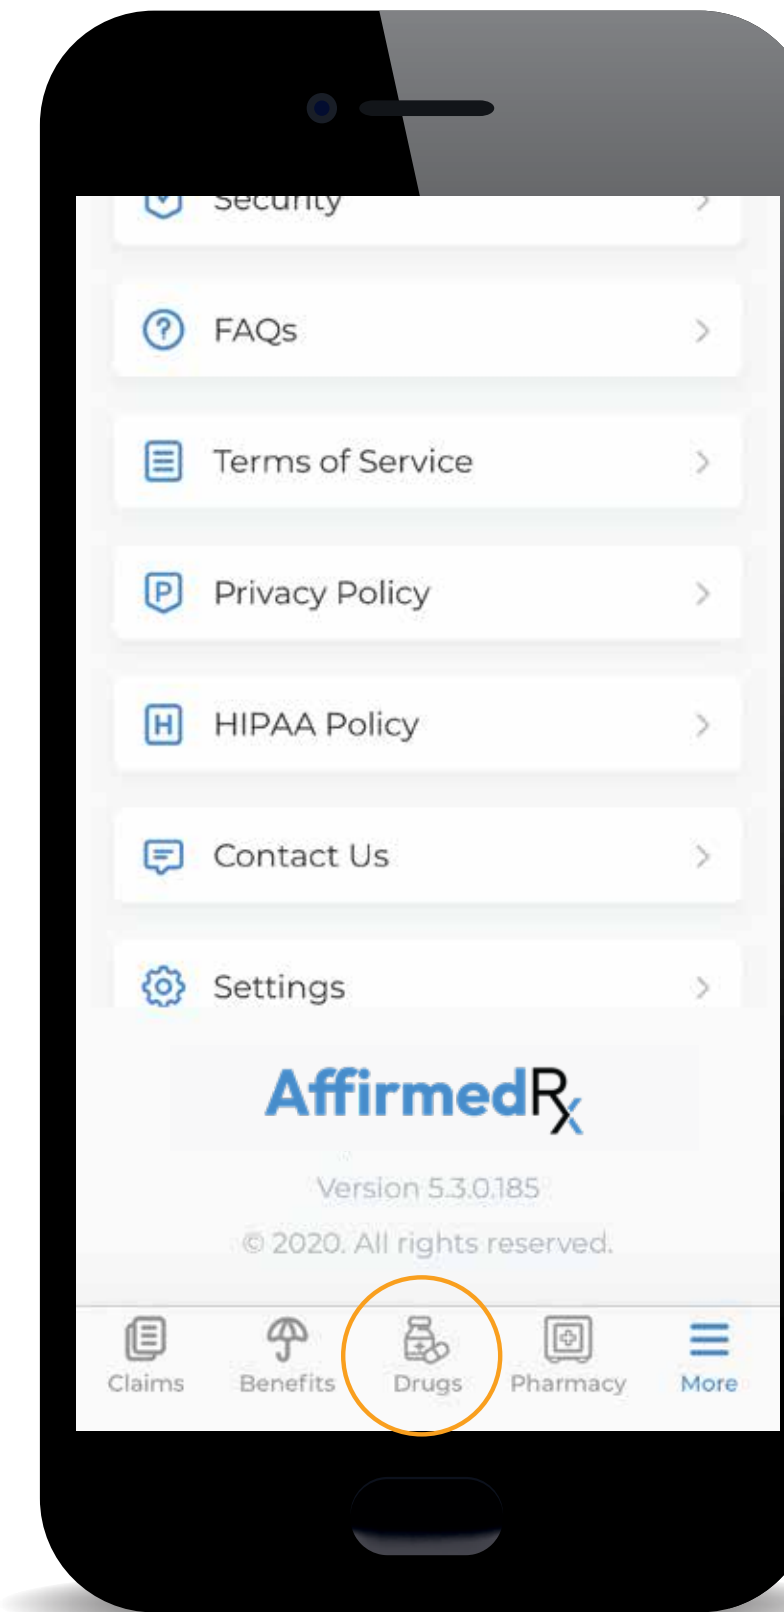 Security
FAQs
Terms of Service
P Privacy Policy
H HIPAA Policy
Contact Us
Settings
AffirmedRx
Version 5.3.0.185
© 2020. All rights reserved.
Claims Benefits Drugs Pharmacy More